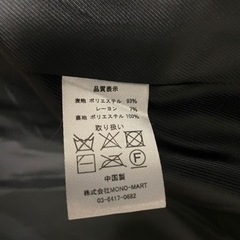 品質表示
表地 ポリエステル 93%
レーヨン 7%
裏地 ポリエステル 100%
取り扱い
中国製
株式会社MONO-MART
03-6417-0682